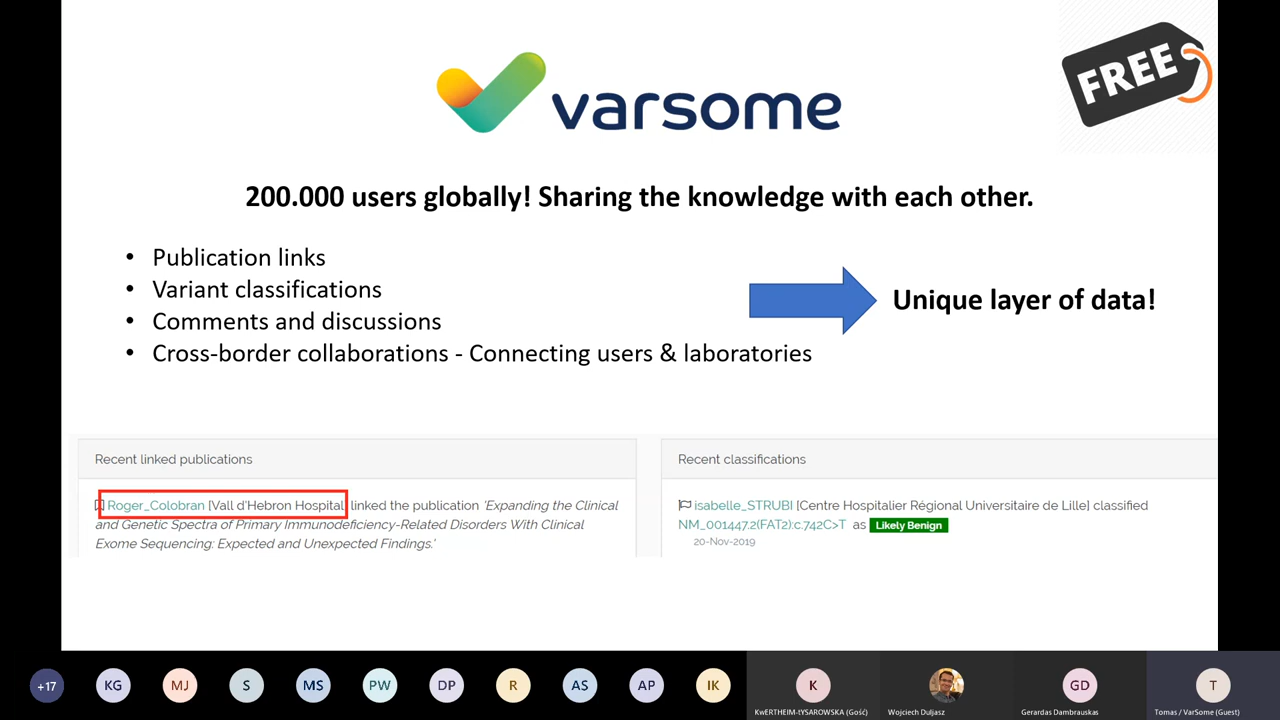 FREE
varsome
200.000 users globally! Sharing the knowledge with each other.
• Publication links
• Variant classifications
• Comments and discussions
• Cross-border collaborations - Connecting users & laboratories
Unique layer of data!
Recent linked publications
Roger_Colobran [Vall d'Hebron Hospital] linked the publication 'Expanding the Clinical
and Genetic Spectra of Primary Immunodeficiency-Related Disorders With Clinical
Exome Sequencing: Expected and Unexpected Findings.'
Recent classifications
isabelle_STRUBI [Centre Hospitalier Régional Universitaire de Lille] classified
NM_001447.2(FAT2):c.742C>T as Likely Benign
20-Nov-2019
+17 KG MJ S MS PW DP R AS AP IK K GD T
KwERTHEIM-tYSAROWSKA (Gość) Wojciech Duljasz Gerardas Dambrauskas Tomas / VarSome (Guest)